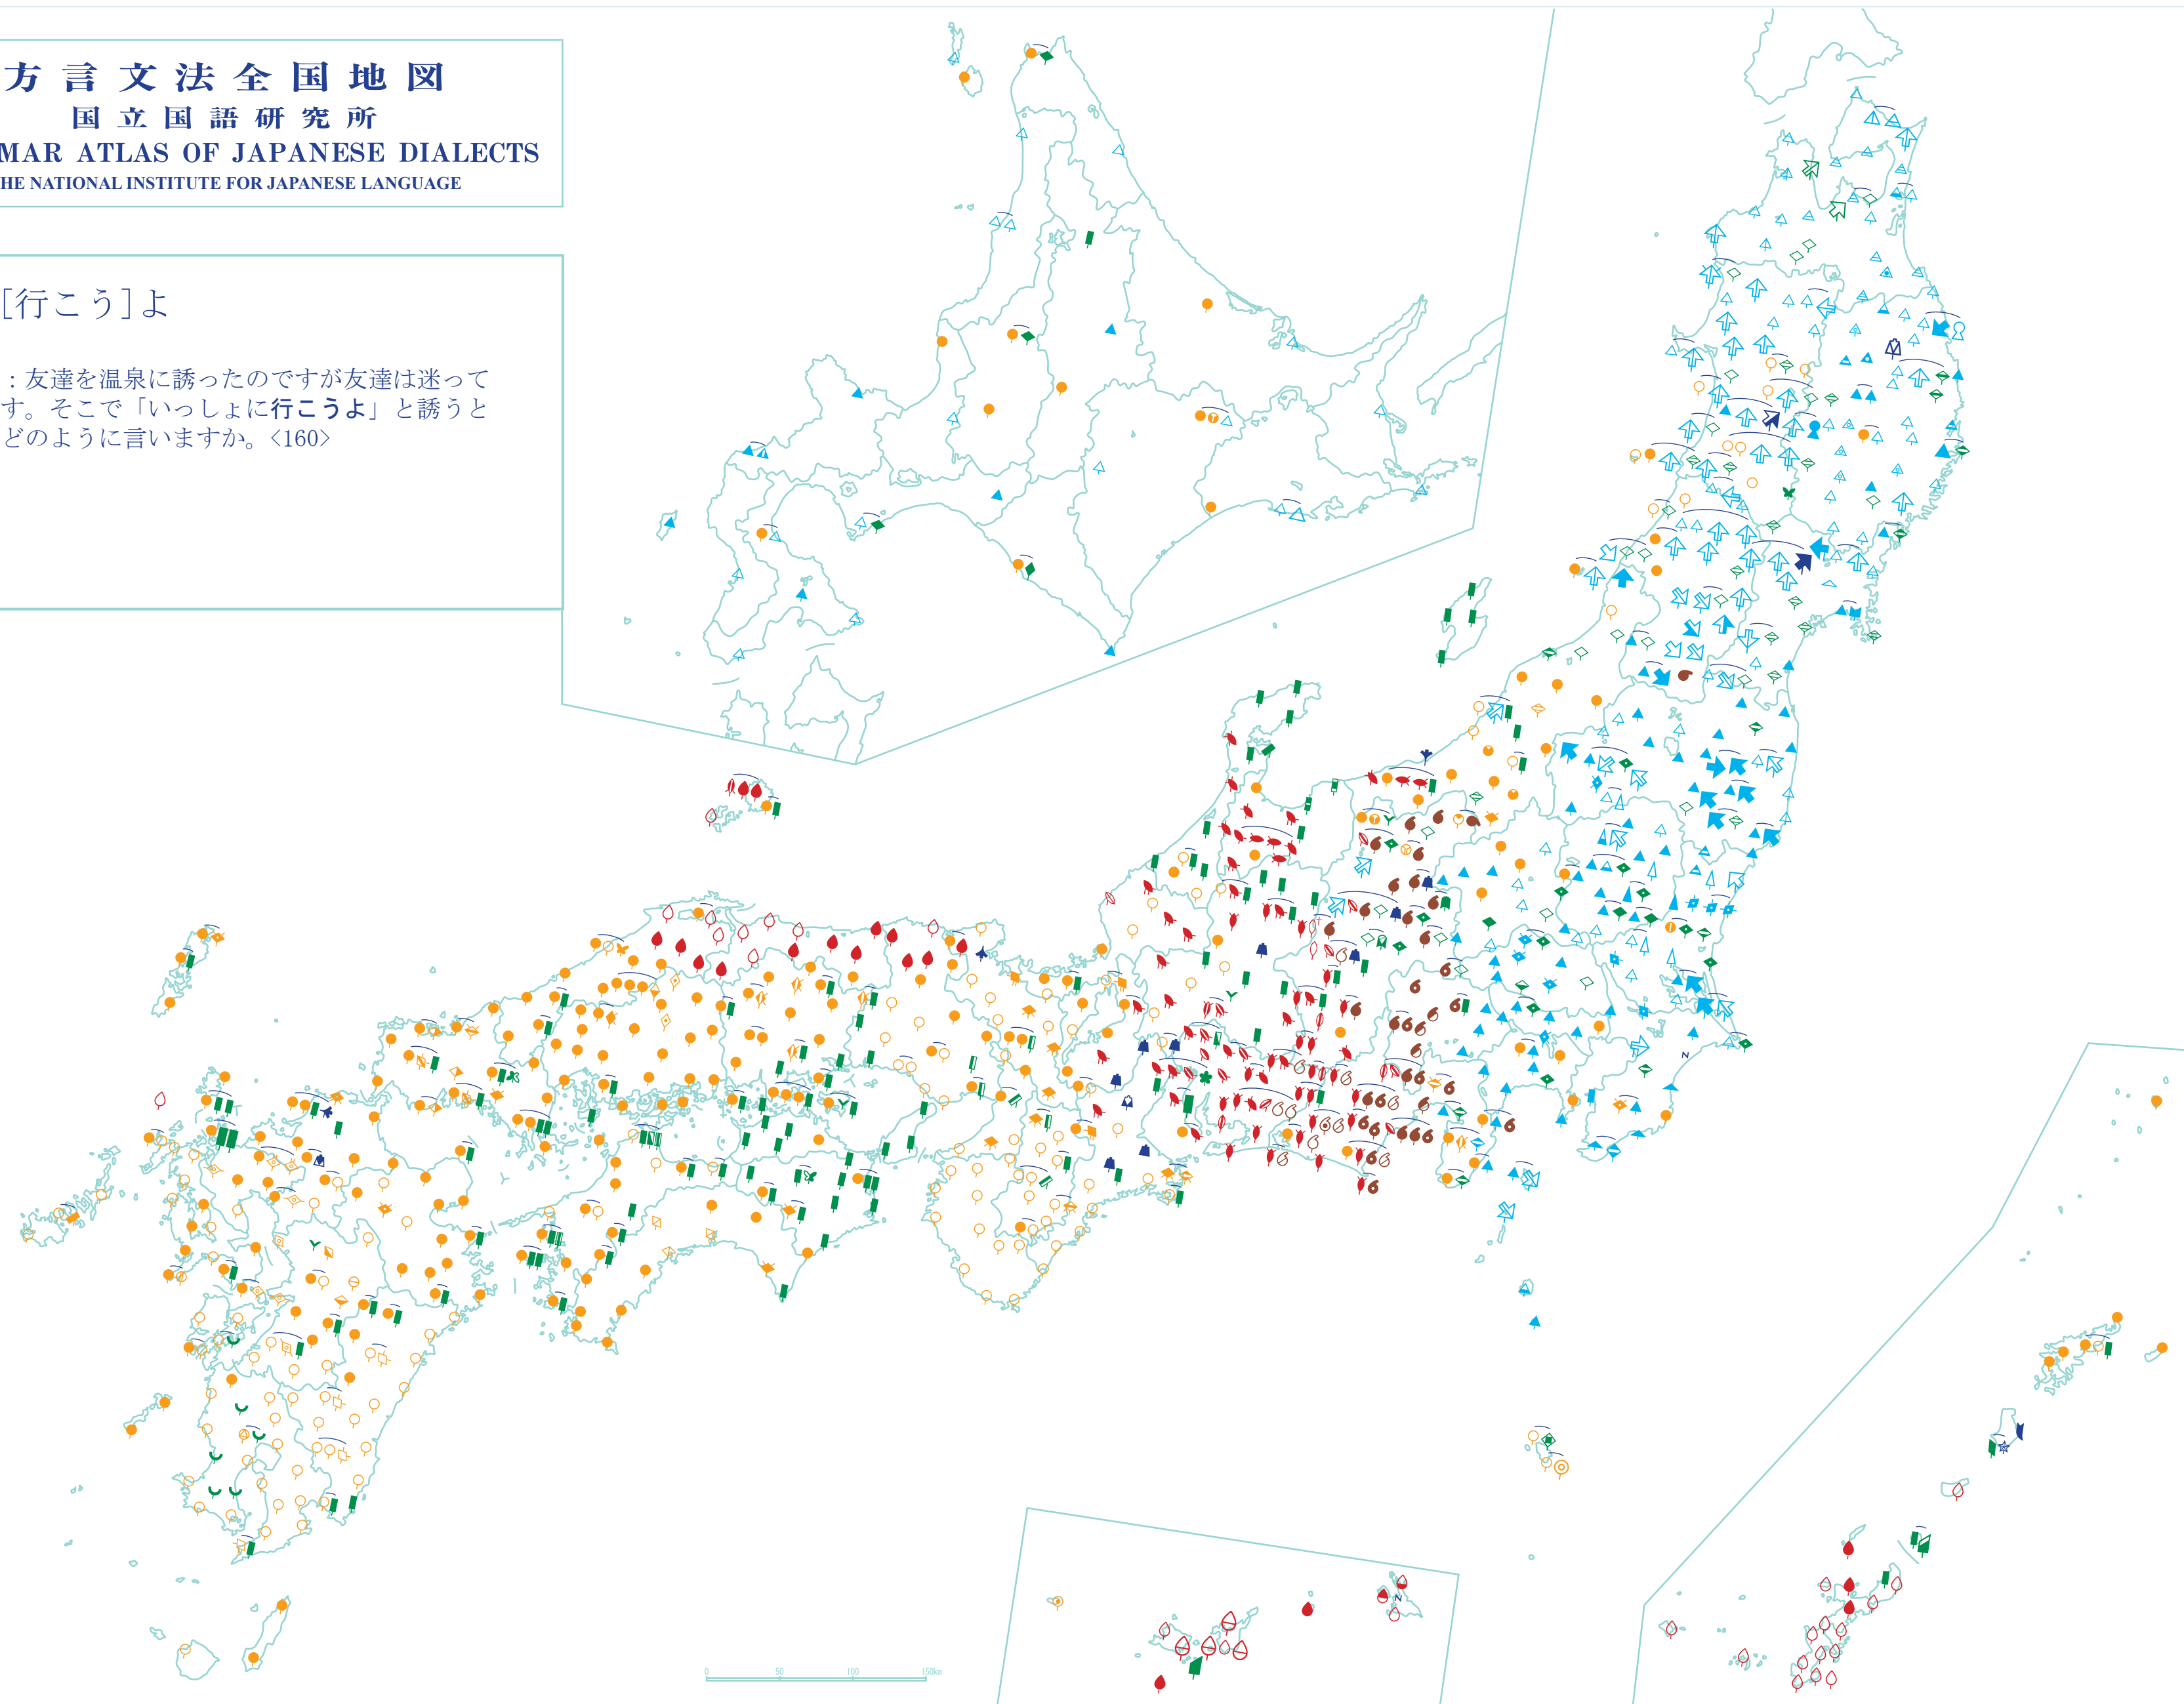 方言文法全国地図
国立国語研究所
MAR ATLAS OF JAPANESE DIALECTS
HE NATIONAL INSTITUTE FOR JAPANESE LANGUAGE
[行こう]よ
：友達を温泉に誘ったのですが友達は迷って
す。そこで「いっしょに行こうよ」と誘うと
どのように言いますか。<160>
0 50 100 150km
N
N